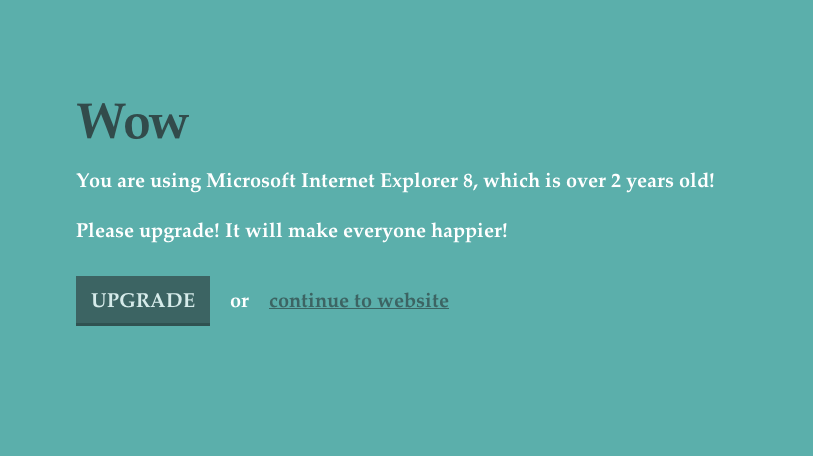 Wow
You are using Microsoft Internet Explorer 8, which is over 2 years old!
Please upgrade! It will make everyone happier!
UPGRADE or continue to website